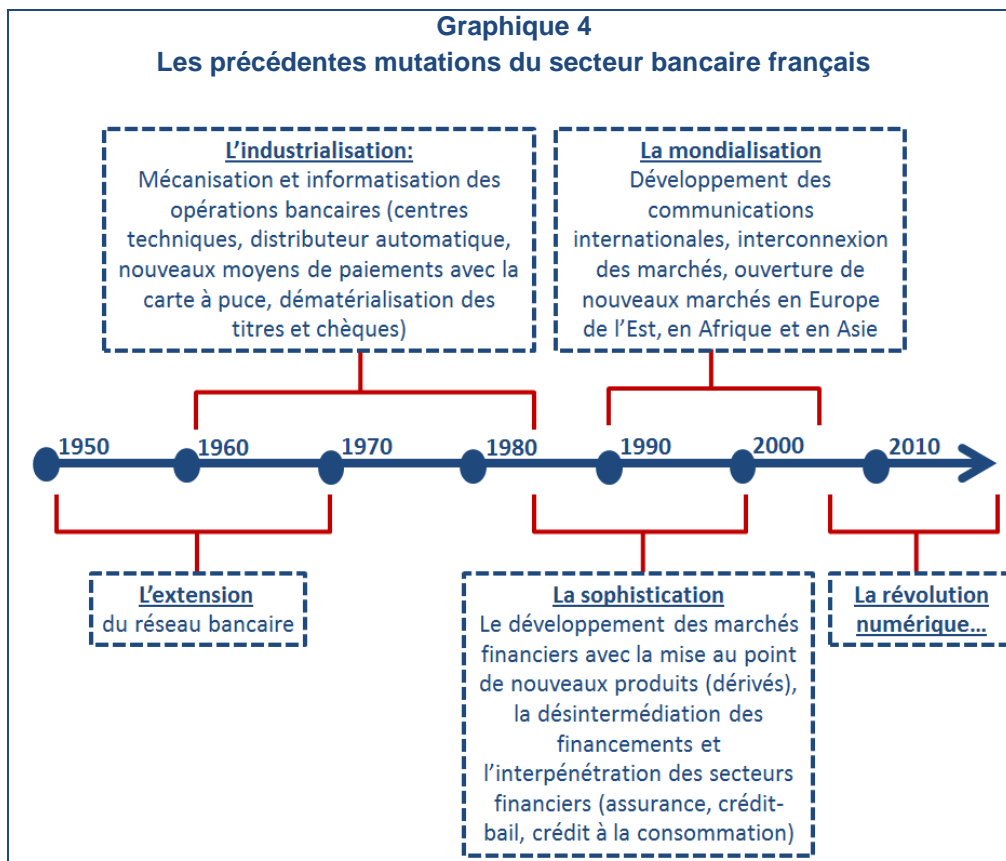 Graphique 4
Les précédentes mutations du secteur bancaire français
L'industrialisation:
Mécanisation et informatisation des
opérations bancaires (centres
techniques, distributeur automatique,
nouveaux moyens de paiements avec la
carte à puce, dématérialisation des
titres et chèques)
La mondialisation
Développement des
communications
internationales, interconnexion
des marchés, ouverture de
nouveaux marchés en Europe
de l'Est, en Afrique et en Asie
1950 1960 1970 1980 1990 2000 2010
L'extension
du réseau bancaire
La sophistication
Le développement des marchés
financiers avec la mise au point
de nouveaux produits (dérivés),
la désintermédiation des
financements et
l'interpénétration des secteurs
financiers (assurance, crédit-
bail, crédit à la consommation)
La révolution
numérique...